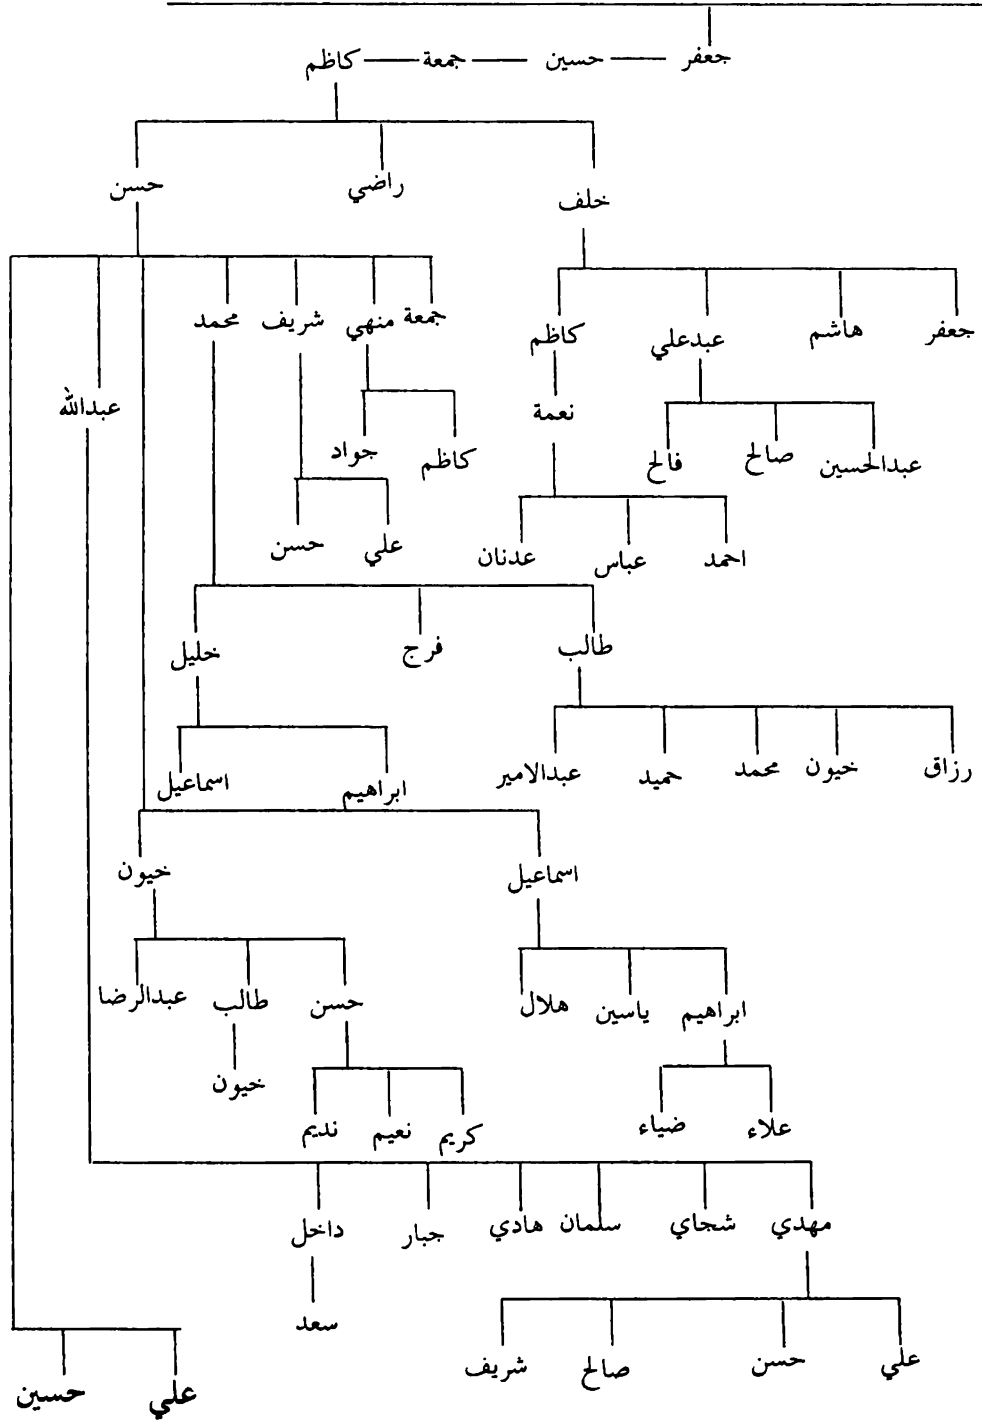 جعفر — حسين — جمعة — كاظم
خلف راضي حسن
جعفر هاشم عبدعلي كاظم جمعة منهي شريف محمد
نعمة عبدالله
عبدالحسين صالح فالح كاظم جواد
احمد عباس عدنان علي حسن
طالب فرج خليل
رزاق خيون محمد حميد عبدالامير ابراهيم اسماعيل
اسماعيل خيون
ابراهيم ياسين هلال حسن طالب عبدالرضا
خيون
علاء ضياء كريم نعيم نديم
مهدي شجاي سلمان هادي جبار داخل
سعد
علي حسن صالح شريف
علي حسين